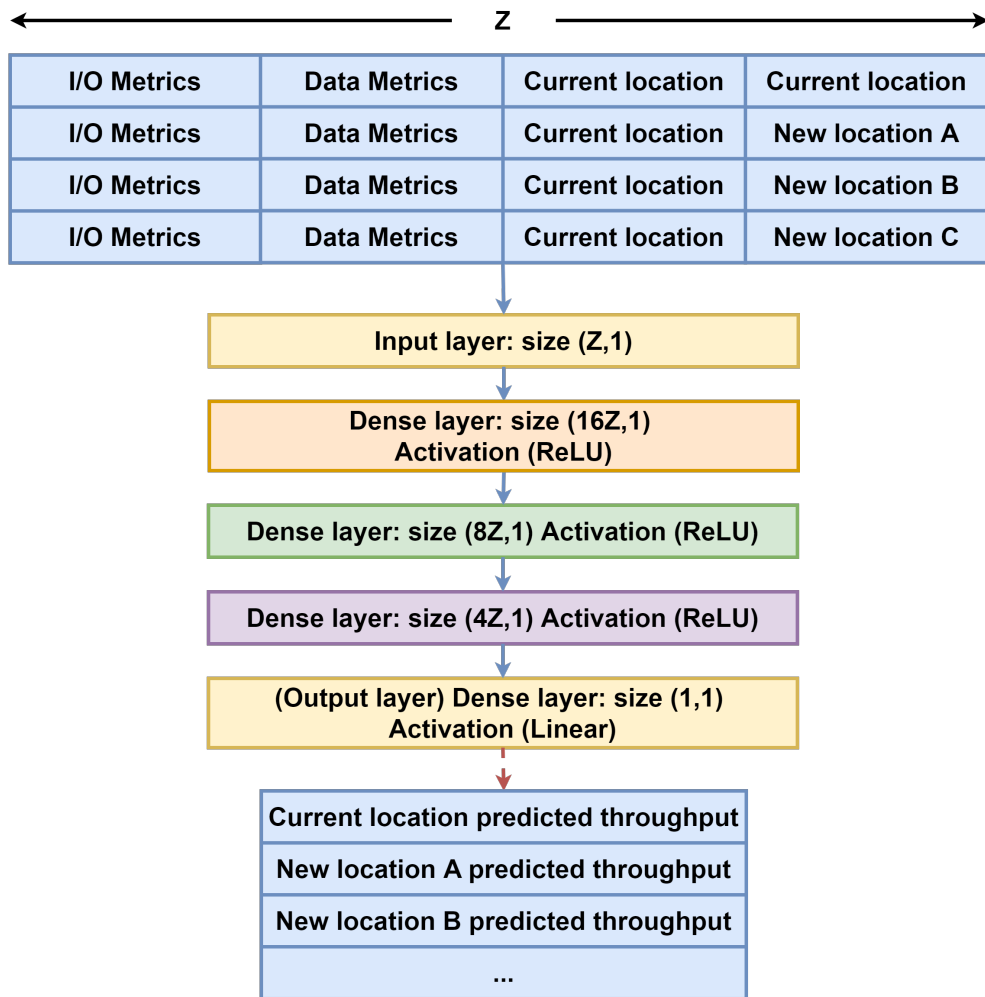 Z
I/O Metrics Data Metrics Current location Current location
I/O Metrics Data Metrics Current location New location A
I/O Metrics Data Metrics Current location New location B
I/O Metrics Data Metrics Current location New location C
Input layer: size (Z,1)
Dense layer: size (16Z,1)
Activation (ReLU)
Dense layer: size (8Z,1) Activation (ReLU)
Dense layer: size (4Z,1) Activation (ReLU)
(Output layer) Dense layer: size (1,1)
Activation (Linear)
Current location predicted throughput
New location A predicted throughput
New location B predicted throughput
...